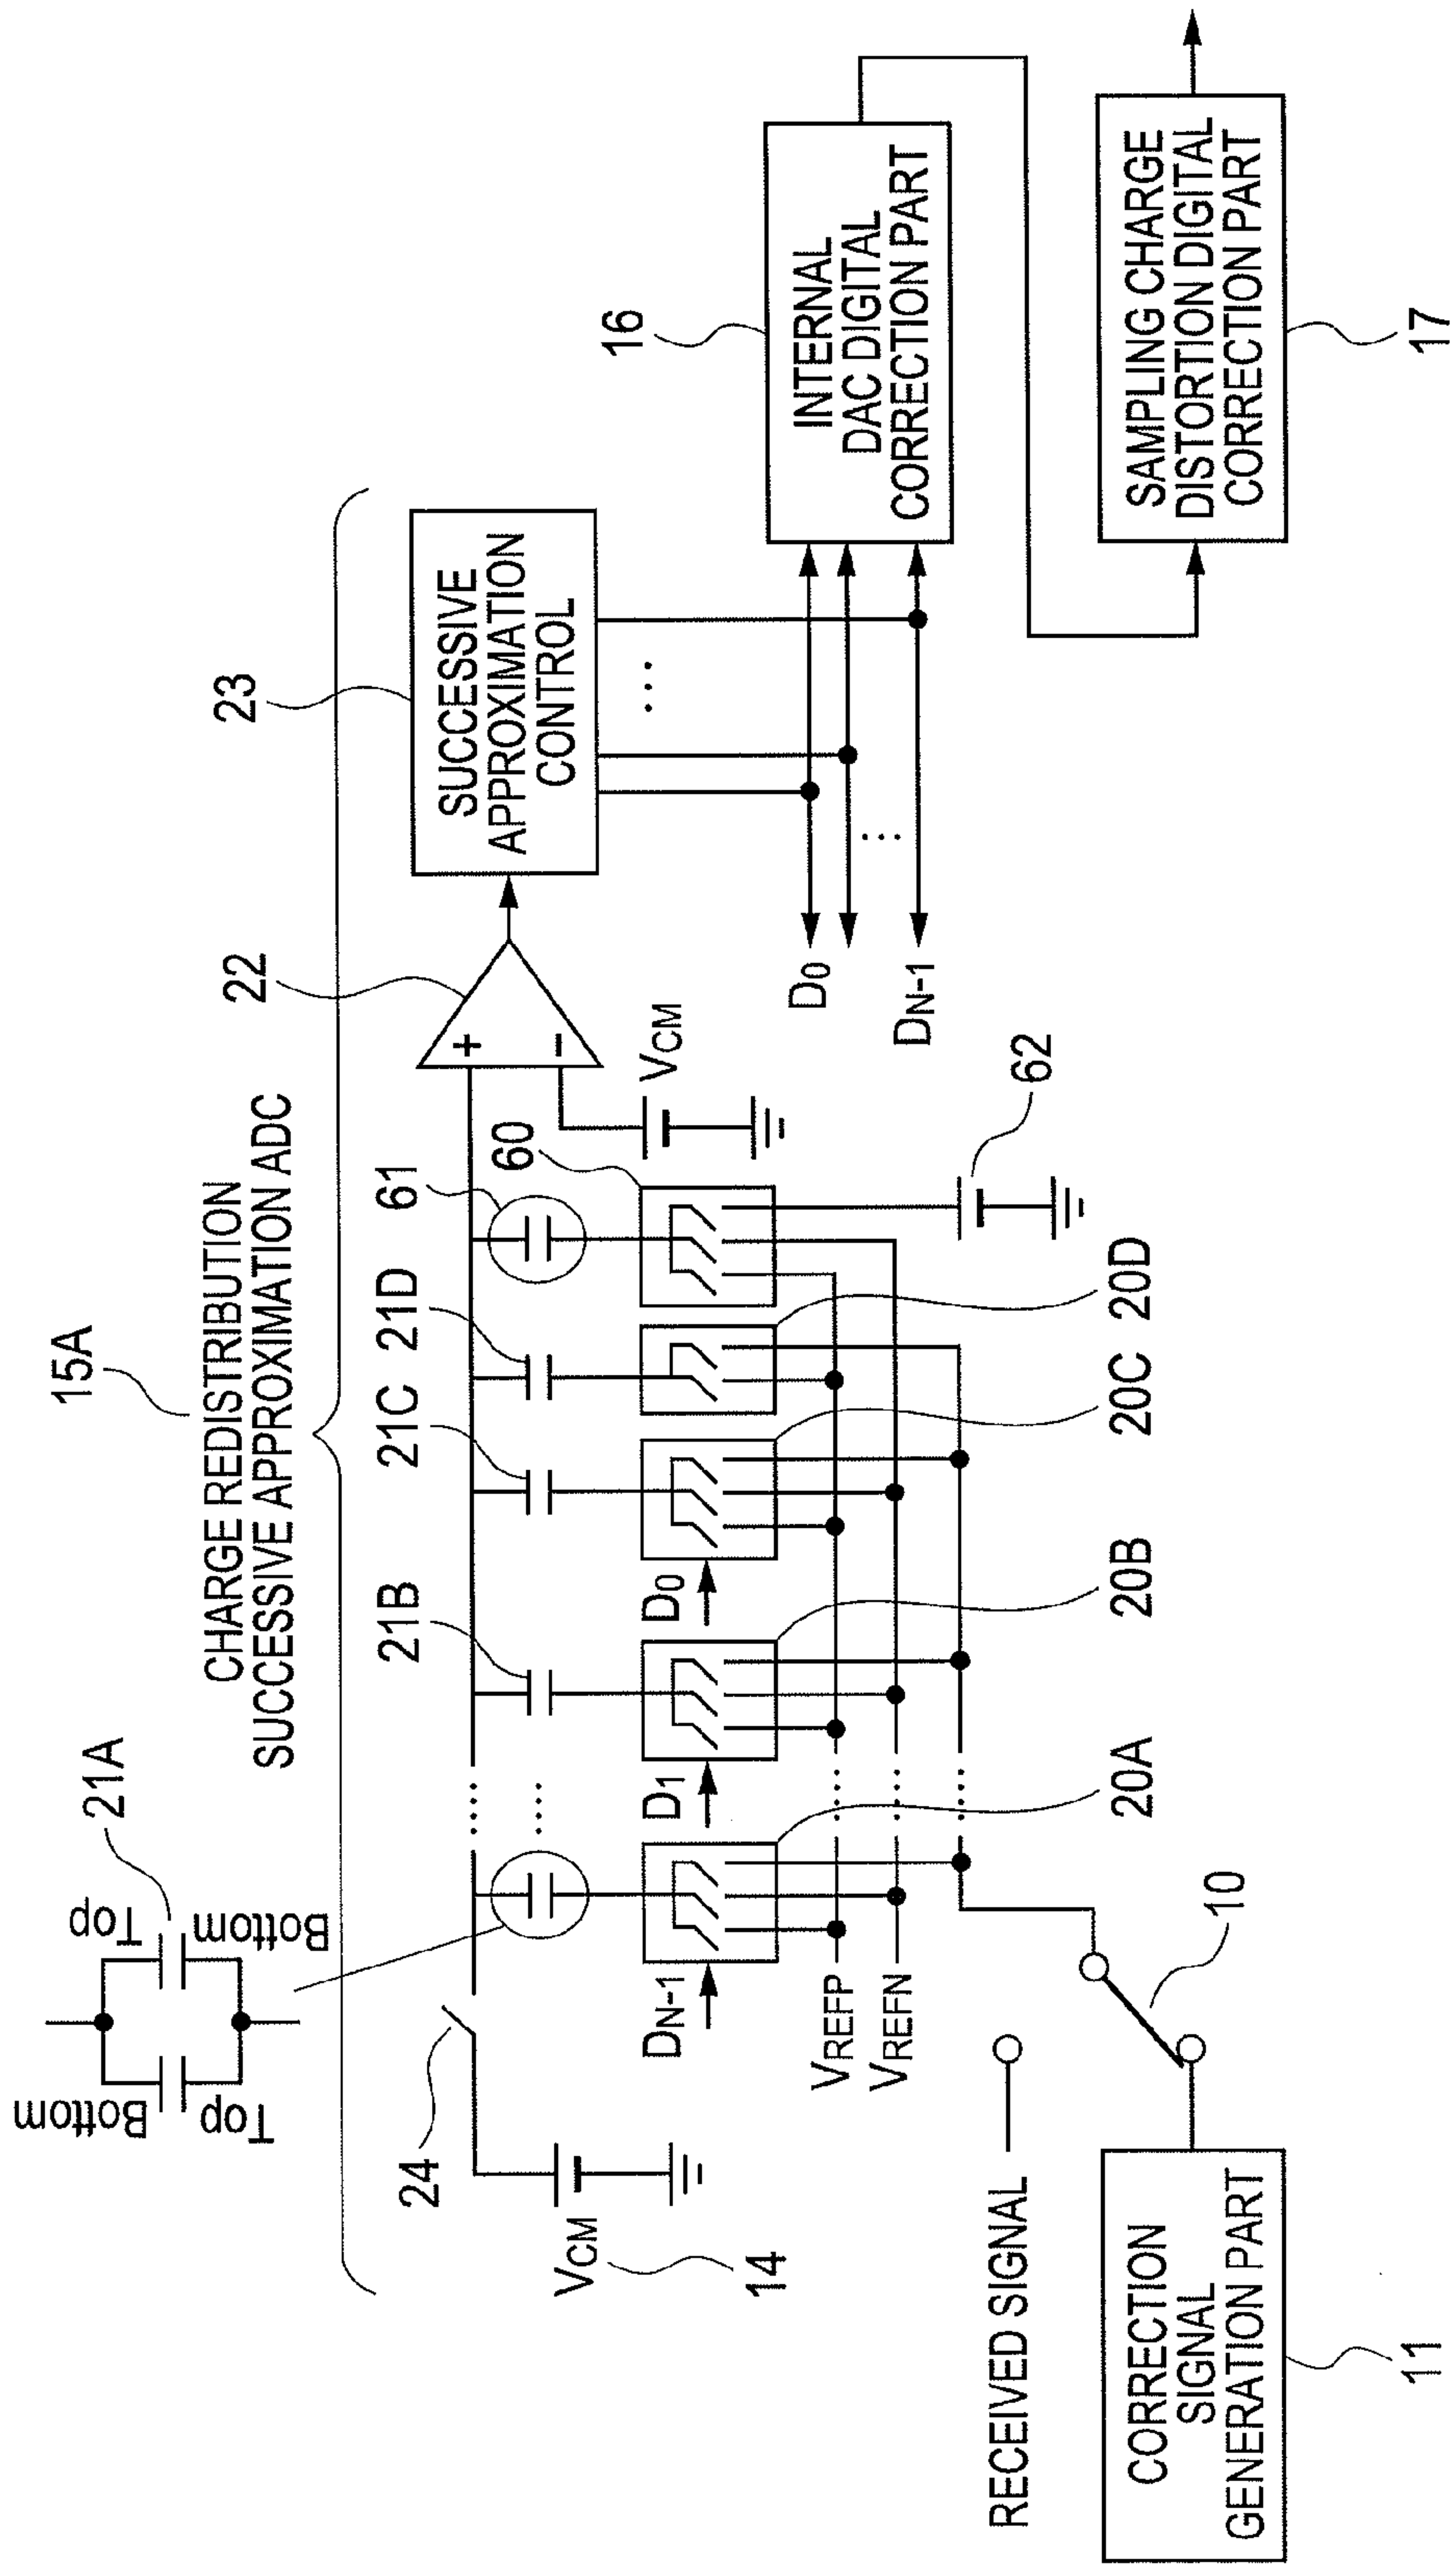 15A
CHARGE REDISTRIBUTION
SUCCESSIVE APPROXIMATION ADC
21A
Bottom
Top
Top
Bottom
24
VCM
14
21B
21C
21D
61
60
22
+
−
VCM
23
SUCCESSIVE
APPROXIMATION
CONTROL
...
DN-1
D1
D0
VREFP
VREFN
.....
.....
20A
20B
20C
20D
62
D0
DN-1
...
16
INTERNAL
DAC DIGITAL
CORRECTION PART
SAMPLING CHARGE
DISTORTION DIGITAL
CORRECTION PART
17
RECEIVED SIGNAL
10
CORRECTION
SIGNAL
GENERATION PART
11